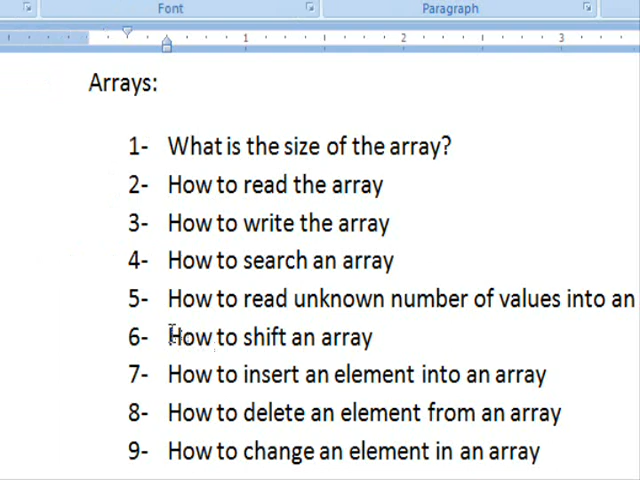 Font Paragraph
1 2 3
Arrays:
1- What is the size of the array?
2- How to read the array
3- How to write the array
4- How to search an array
5- How to read unknown number of values into an
6- How to shift an array
7- How to insert an element into an array
8- How to delete an element from an array
9- How to change an element in an array